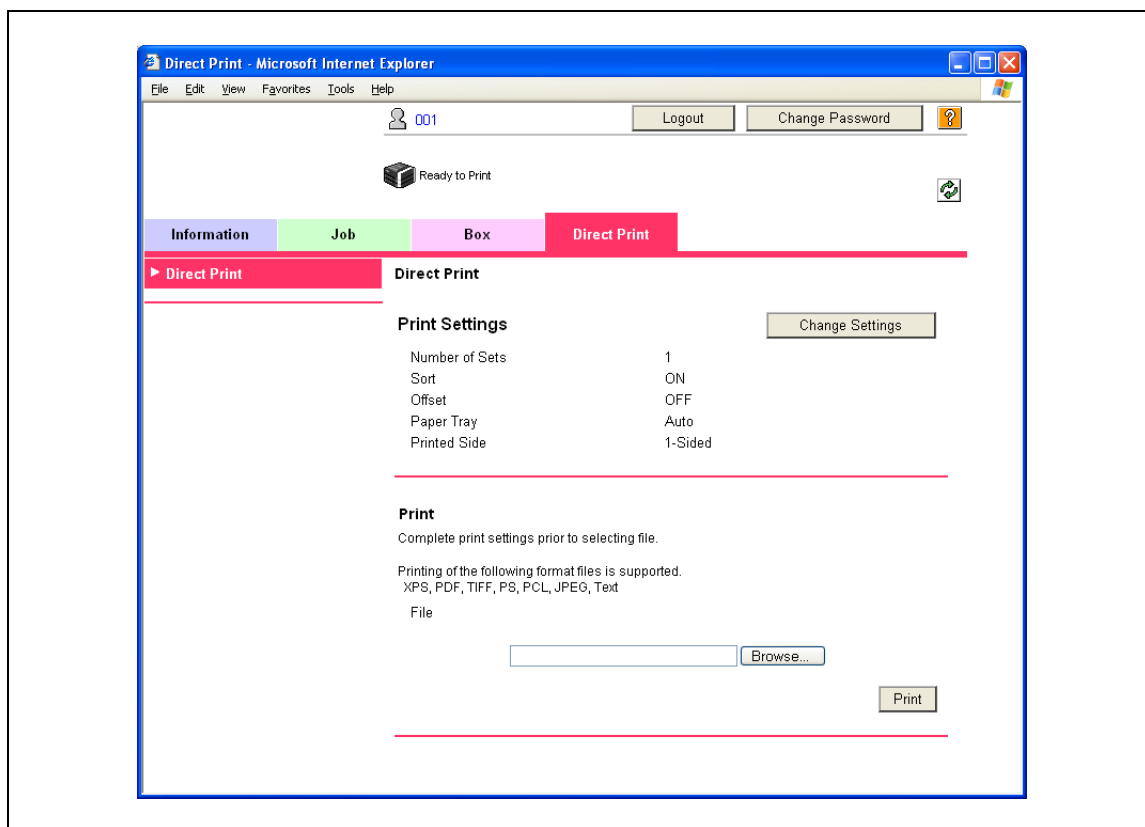 Direct Print - Microsoft Internet Explorer
File Edit View Favorites Tools Help
001 Logout Change Password ?
Ready to Print
Information Job Box Direct Print
Direct Print
Direct Print
Print Settings Change Settings
Number of Sets 1
Sort ON
Offset OFF
Paper Tray Auto
Printed Side 1-Sided
Print
Complete print settings prior to selecting file.
Printing of the following format files is supported.
XPS, PDF, TIFF, PS, PCL, JPEG, Text
File
Browse...
Print